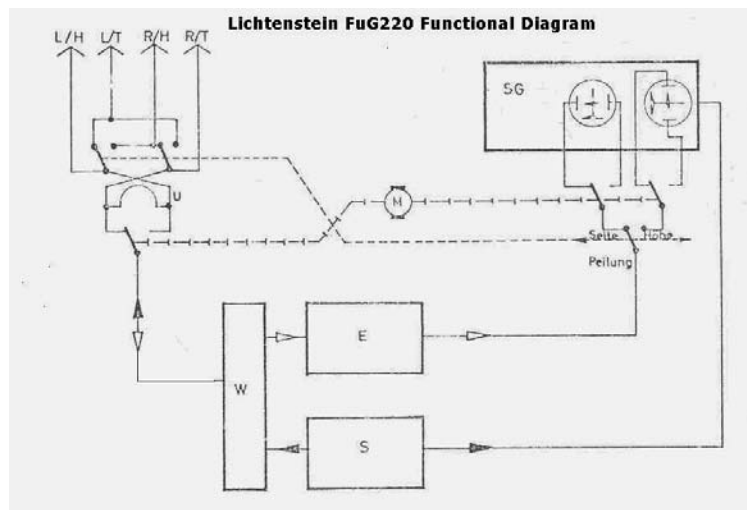 Lichtenstein FuG220 Functional Diagram
L/H L/T R/H R/T
SG
U
M
Seite Höhe
Peilung
E
W
S